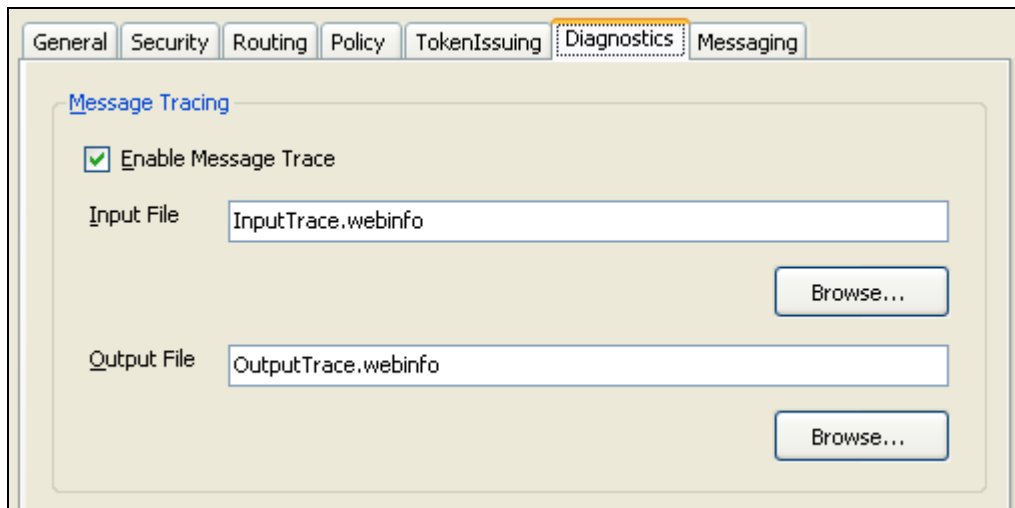 General Security Routing Policy TokenIssuing Diagnostics Messaging
Message Tracing
Enable Message Trace
Input File InputTrace.webinfo
Browse...
Output File OutputTrace.webinfo
Browse...